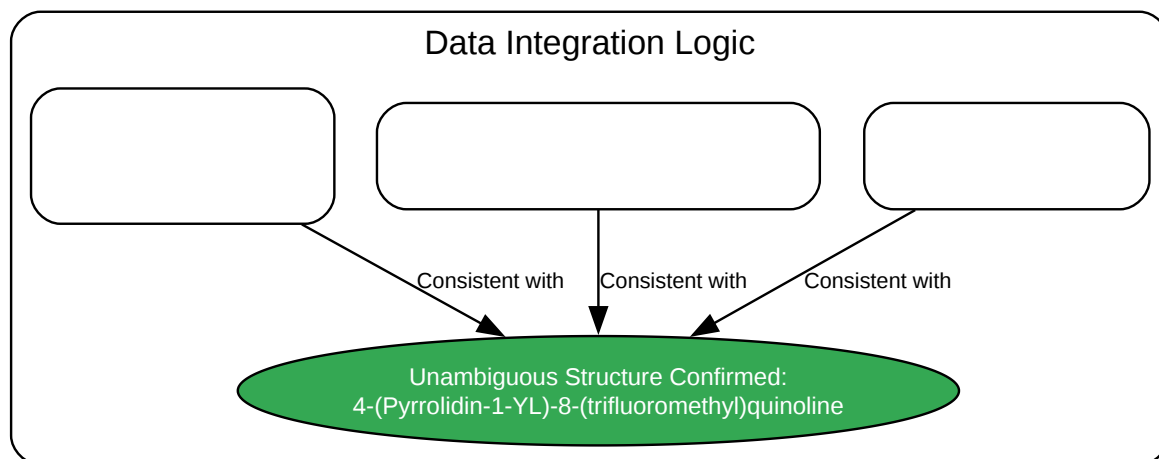 Data Integration Logic
Consistent with
Consistent with
Consistent with
Unambiguous Structure Confirmed:
4-(Pyrrolidin-1-YL)-8-(trifluoromethyl)quinoline